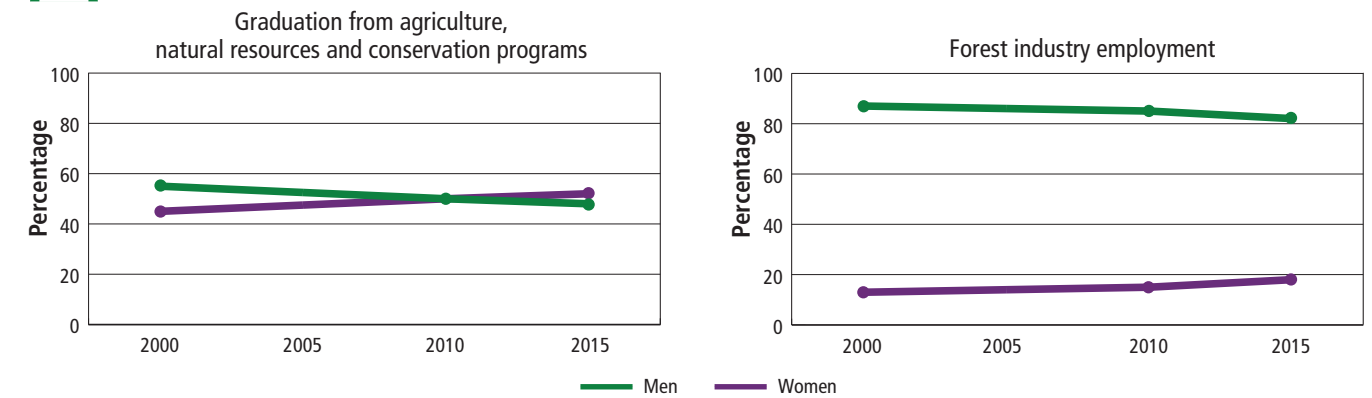 Graduation from agriculture,
natural resources and conservation programs
Percentage
100
80
60
40
20
0
2000 2005 2010 2015
Forest industry employment
Percentage
100
80
60
40
20
0
2000 2005 2010 2015
Men Women